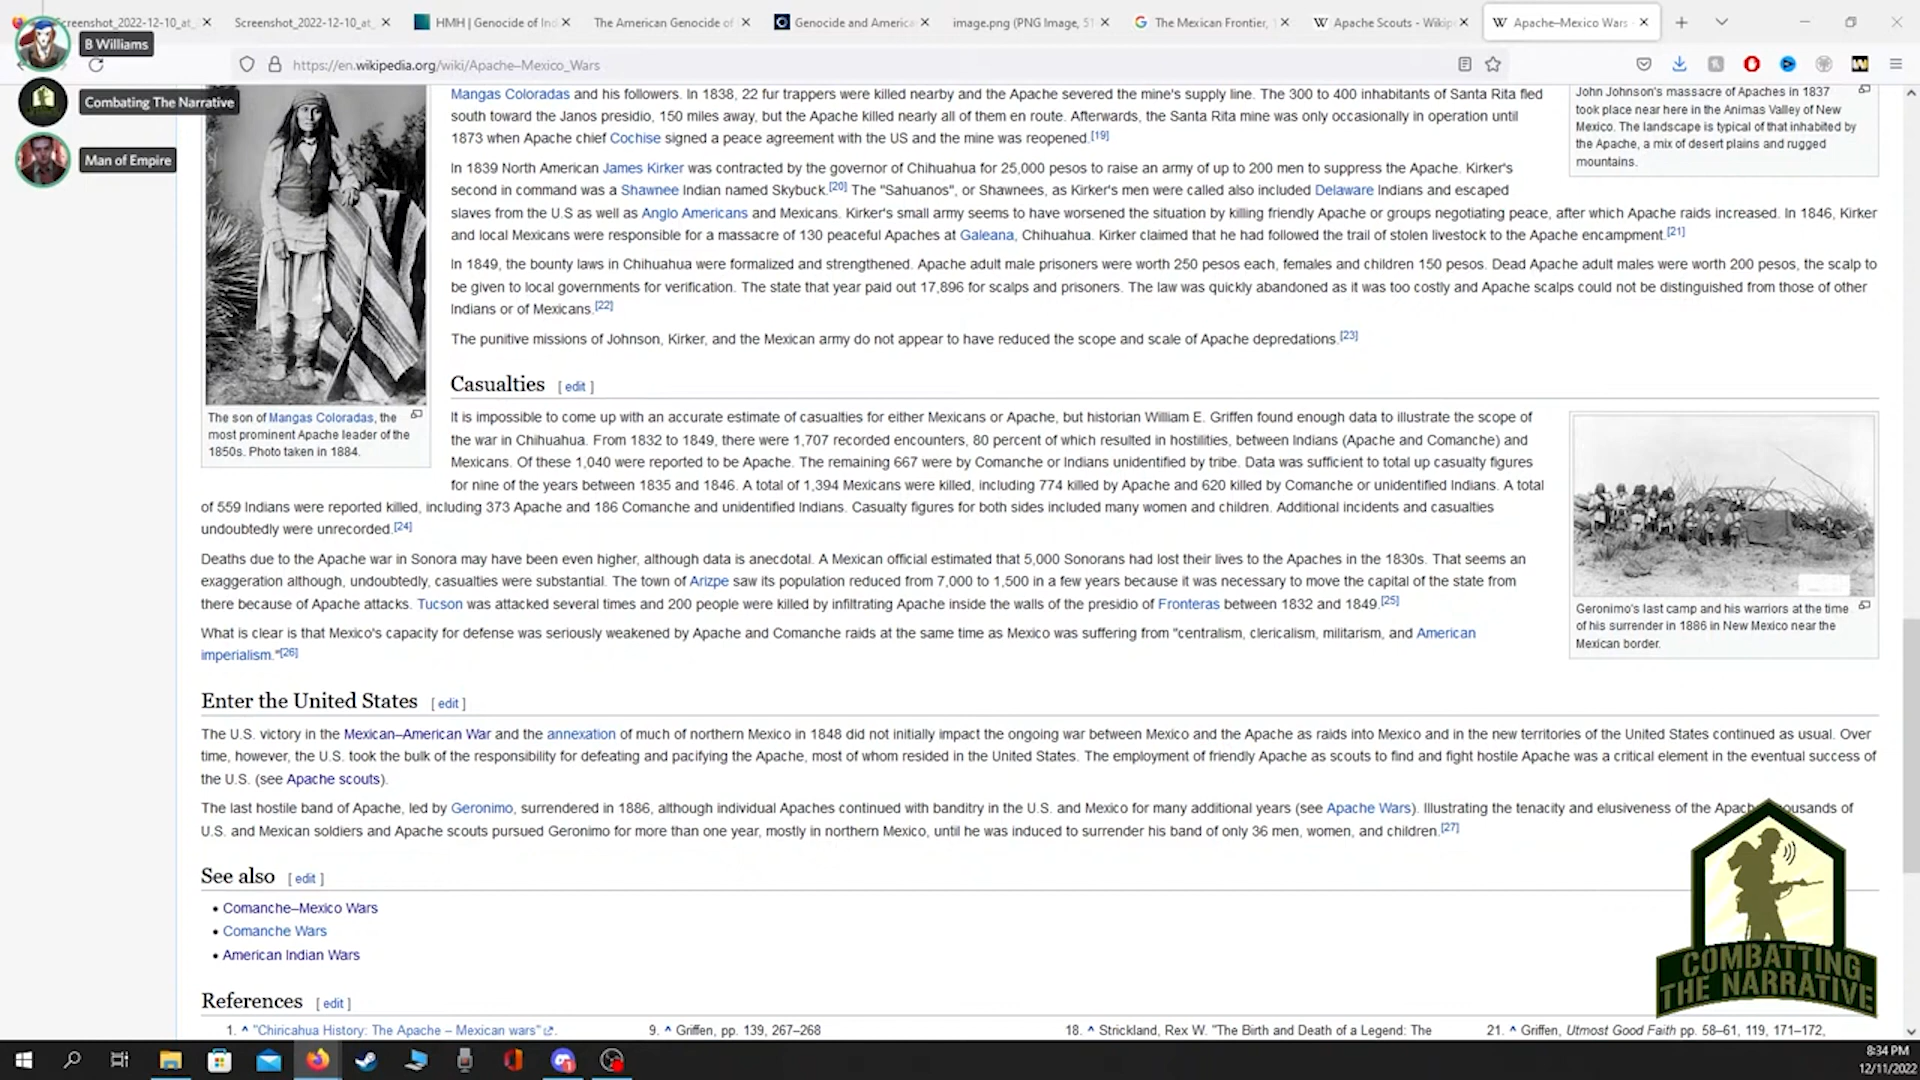 Screenshot_2022-12-10_at_
Screenshot_2022-12-10_at_
HMH | Genocide of Ind
The American Genocide of
Genocide and America
image.png (PNG Image, 51
The Mexican Frontier,
Apache Scouts - Wikip
Apache–Mexico Wars -
B Williams
https://en.wikipedia.org/wiki/Apache–Mexico_Wars
Combating The Narrative
Man of Empire
Mangas Coloradas and his followers. In 1838, 22 fur trappers were killed nearby and the Apache severed the mine's supply line. The 300 to 400 inhabitants of Santa Rita fled
south toward the Janos presidio, 150 miles away, but the Apache killed nearly all of them en route. Afterwards, the Santa Rita mine was only occasionally in operation until
1873 when Apache chief Cochise signed a peace agreement with the US and the mine was reopened.[19]
John Johnson's massacre of Apaches in 1837
took place near here in the Animas Valley of New
Mexico. The landscape is typical of that inhabited by
the Apache, a mix of desert plains and rugged
mountains.
In 1839 North American James Kirker was contracted by the governor of Chihuahua for 25,000 pesos to raise an army of up to 200 men to suppress the Apache. Kirker's
second in command was a Shawnee Indian named Skybuck.[20] The "Sahuanos", or Shawnees, as Kirker's men were called also included Delaware Indians and escaped
slaves from the U.S as well as Anglo Americans and Mexicans. Kirker's small army seems to have worsened the situation by killing friendly Apache or groups negotiating peace, after which Apache raids increased. In 1846, Kirker
and local Mexicans were responsible for a massacre of 130 peaceful Apaches at Galeana, Chihuahua. Kirker claimed that he had followed the trail of stolen livestock to the Apache encampment.[21]
In 1849, the bounty laws in Chihuahua were formalized and strengthened. Apache adult male prisoners were worth 250 pesos each, females and children 150 pesos. Dead Apache adult males were worth 200 pesos, the scalp to
be given to local governments for verification. The state that year paid out 17,896 for scalps and prisoners. The law was quickly abandoned as it was too costly and Apache scalps could not be distinguished from those of other
Indians or of Mexicans.[22]
The punitive missions of Johnson, Kirker, and the Mexican army do not appear to have reduced the scope and scale of Apache depredations.[23]
The son of Mangas Coloradas, the
most prominent Apache leader of the
1850s. Photo taken in 1884.
Casualties [ edit ]
It is impossible to come up with an accurate estimate of casualties for either Mexicans or Apache, but historian William E. Griffen found enough data to illustrate the scope of
the war in Chihuahua. From 1832 to 1849, there were 1,707 recorded encounters, 80 percent of which resulted in hostilities, between Indians (Apache and Comanche) and
Mexicans. Of these 1,040 were reported to be Apache. The remaining 667 were by Comanche or Indians unidentified by tribe. Data was sufficient to total up casualty figures
for nine of the years between 1835 and 1846. A total of 1,394 Mexicans were killed, including 774 killed by Apache and 620 killed by Comanche or unidentified Indians. A total
of 559 Indians were reported killed, including 373 Apache and 186 Comanche and unidentified Indians. Casualty figures for both sides included many women and children. Additional incidents and casualties
undoubtedly were unrecorded.[24]
Deaths due to the Apache war in Sonora may have been even higher, although data is anecdotal. A Mexican official estimated that 5,000 Sonorans had lost their lives to the Apaches in the 1830s. That seems an
exaggeration although, undoubtedly, casualties were substantial. The town of Arizpe saw its population reduced from 7,000 to 1,500 in a few years because it was necessary to move the capital of the state from
there because of Apache attacks. Tucson was attacked several times and 200 people were killed by infiltrating Apache inside the walls of the presidio of Fronteras between 1832 and 1849.[25]
What is clear is that Mexico's capacity for defense was seriously weakened by Apache and Comanche raids at the same time as Mexico was suffering from "centralism, clericalism, militarism, and American
imperialism."[26]
Geronimo's last camp and his warriors at the time
of his surrender in 1886 in New Mexico near the
Mexican border.
Enter the United States [ edit ]
The U.S. victory in the Mexican–American War and the annexation of much of northern Mexico in 1848 did not initially impact the ongoing war between Mexico and the Apache as raids into Mexico and in the new territories of the United States continued as usual. Over
time, however, the U.S. took the bulk of the responsibility for defeating and pacifying the Apache, most of whom resided in the United States. The employment of friendly Apache as scouts to find and fight hostile Apache was a critical element in the eventual success of
the U.S. (see Apache scouts).
The last hostile band of Apache, led by Geronimo, surrendered in 1886, although individual Apaches continued with banditry in the U.S. and Mexico for many additional years (see Apache Wars). Illustrating the tenacity and elusiveness of the Apach ousands of
U.S. and Mexican soldiers and Apache scouts pursued Geronimo for more than one year, mostly in northern Mexico, until he was induced to surrender his band of only 36 men, women, and children.[27]
See also [ edit ]
• Comanche–Mexico Wars
• Comanche Wars
• American Indian Wars
COMBATTING
THE NARRATIVE
References [ edit ]
1. ^ "Chiricahua History: The Apache – Mexican wars".
9. ^ Griffen, pp. 139, 267–268
18. ^ Strickland, Rex W. "The Birth and Death of a Legend: The
21. ^ Griffen, Utmost Good Faith pp. 58–61, 119, 171–172,
8:34 PM
12/11/2022